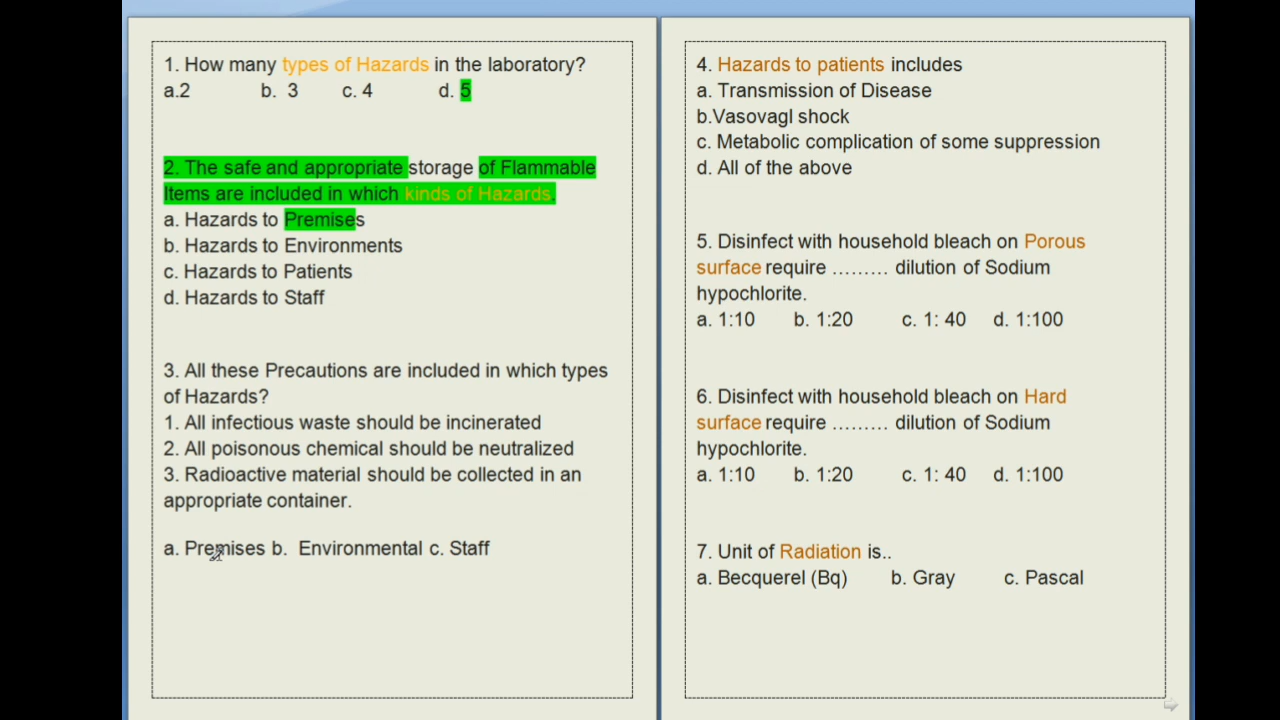 1. How many types of Hazards in the laboratory?
a.2 b. 3 c. 4 d. 5
2. The safe and appropriate storage of Flammable
Items are included in which kinds of Hazards.
a. Hazards to Premises
b. Hazards to Environments
c. Hazards to Patients
d. Hazards to Staff
3. All these Precautions are included in which types
of Hazards?
1. All infectious waste should be incinerated
2. All poisonous chemical should be neutralized
3. Radioactive material should be collected in an
appropriate container.
a. Premises b. Environmental c. Staff
4. Hazards to patients includes
a. Transmission of Disease
b.Vasovagl shock
c. Metabolic complication of some suppression
d. All of the above
5. Disinfect with household bleach on Porous
surface require ……… dilution of Sodium
hypochlorite.
a. 1:10 b. 1:20 c. 1: 40 d. 1:100
6. Disinfect with household bleach on Hard
surface require ……… dilution of Sodium
hypochlorite.
a. 1:10 b. 1:20 c. 1: 40 d. 1:100
7. Unit of Radiation is..
a. Becquerel (Bq) b. Gray c. Pascal